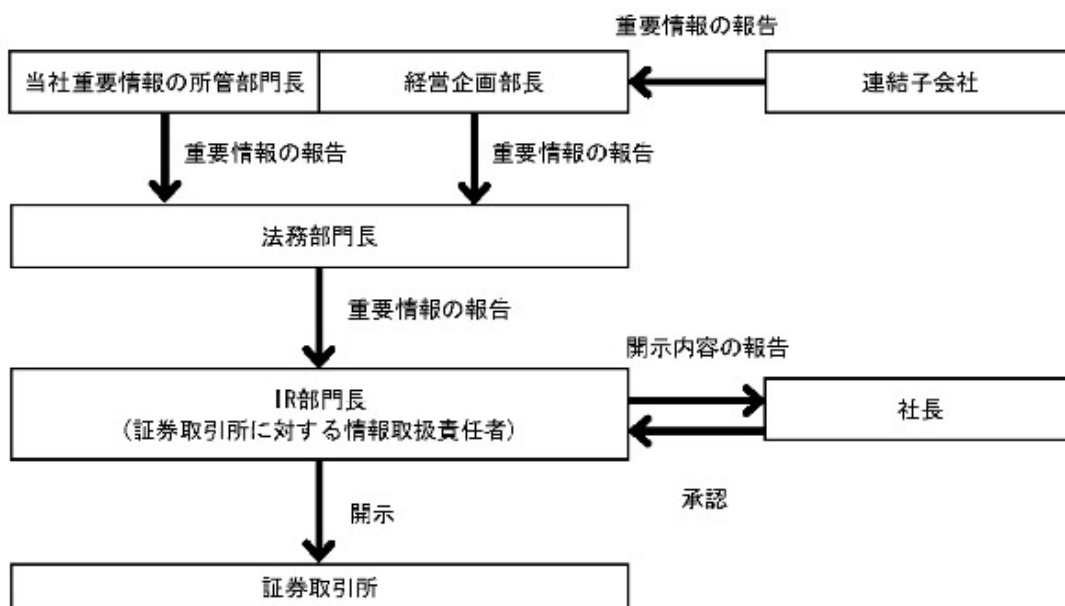 重要情報の報告
当社重要情報の所管部門長
経営企画部長
連結子会社
重要情報の報告
重要情報の報告
法務部門長
重要情報の報告
開示内容の報告
IR部門長
(証券取引所に対する情報取扱責任者)
社長
承認
開示
証券取引所